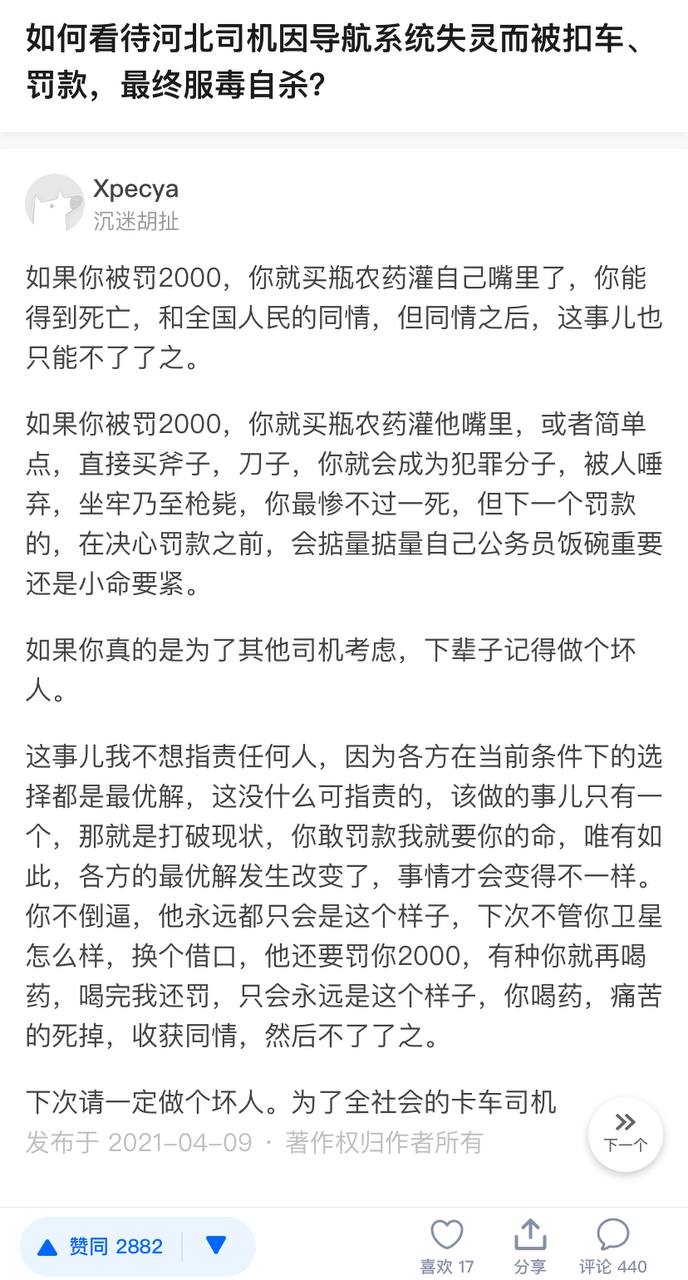 如何看待河北司机因导航系统失灵而被扣车、
罚款，最终服毒自杀？
Xpecya
沉迷胡扯
如果你被罚2000，你就买瓶农药灌自己嘴里了，你能
得到死亡，和全国人民的同情，但同情之后，这事儿也
只能不了了之。
如果你被罚2000，你就买瓶农药灌他嘴里，或者简单
点，直接买斧子，刀子，你就会成为犯罪分子，被人唾
弃，坐牢乃至枪毙，你最惨不过一死，但下一个罚款
的，在决心罚款之前，会掂量掂量自己公务员饭碗重要
还是小命要紧。
如果你真的是为了其他司机考虑，下辈子记得做个坏
人。
这事儿我不想指责任何人，因为各方在当前条件下的选
择都是最优解，这没什么可指责的，该做的事儿只有一
个，那就是打破现状，你敢罚款我就要你的命，唯有如
此，各方的最优解发生改变了，事情才会变得不一样。
你不倒逼，他永远都只会是这个样子，下次不管你卫星
怎么样，换个借口，他还要罚你2000，有种你就再喝
药，喝完我还罚，只会永远是这个样子，你喝药，痛苦
的死掉，收获同情，然后不了了之。
下次请一定做个坏人。为了全社会的卡车司机
发布于 2021-04-09 · 著作权归作者所有
下一个
赞同 2882
喜欢 17
分享
评论 440